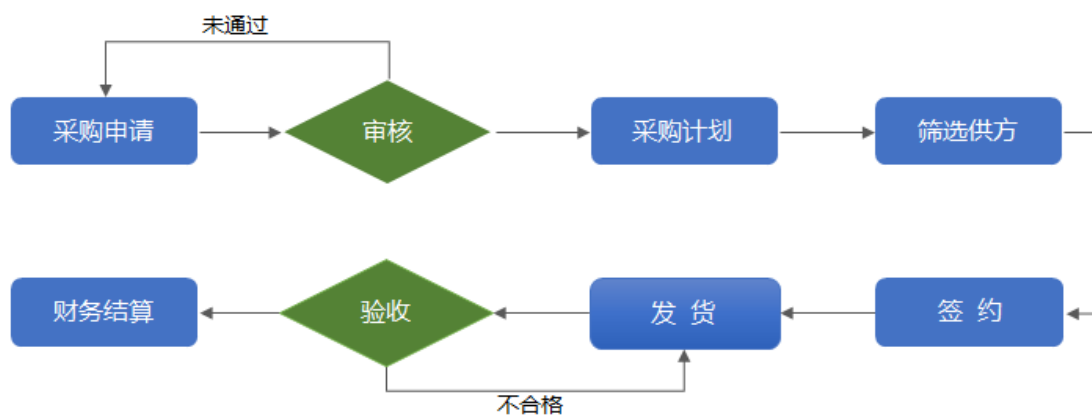 未通过
采购申请
审核
采购计划
筛选供方
财务结算
验收
发 货
签 约
不合格